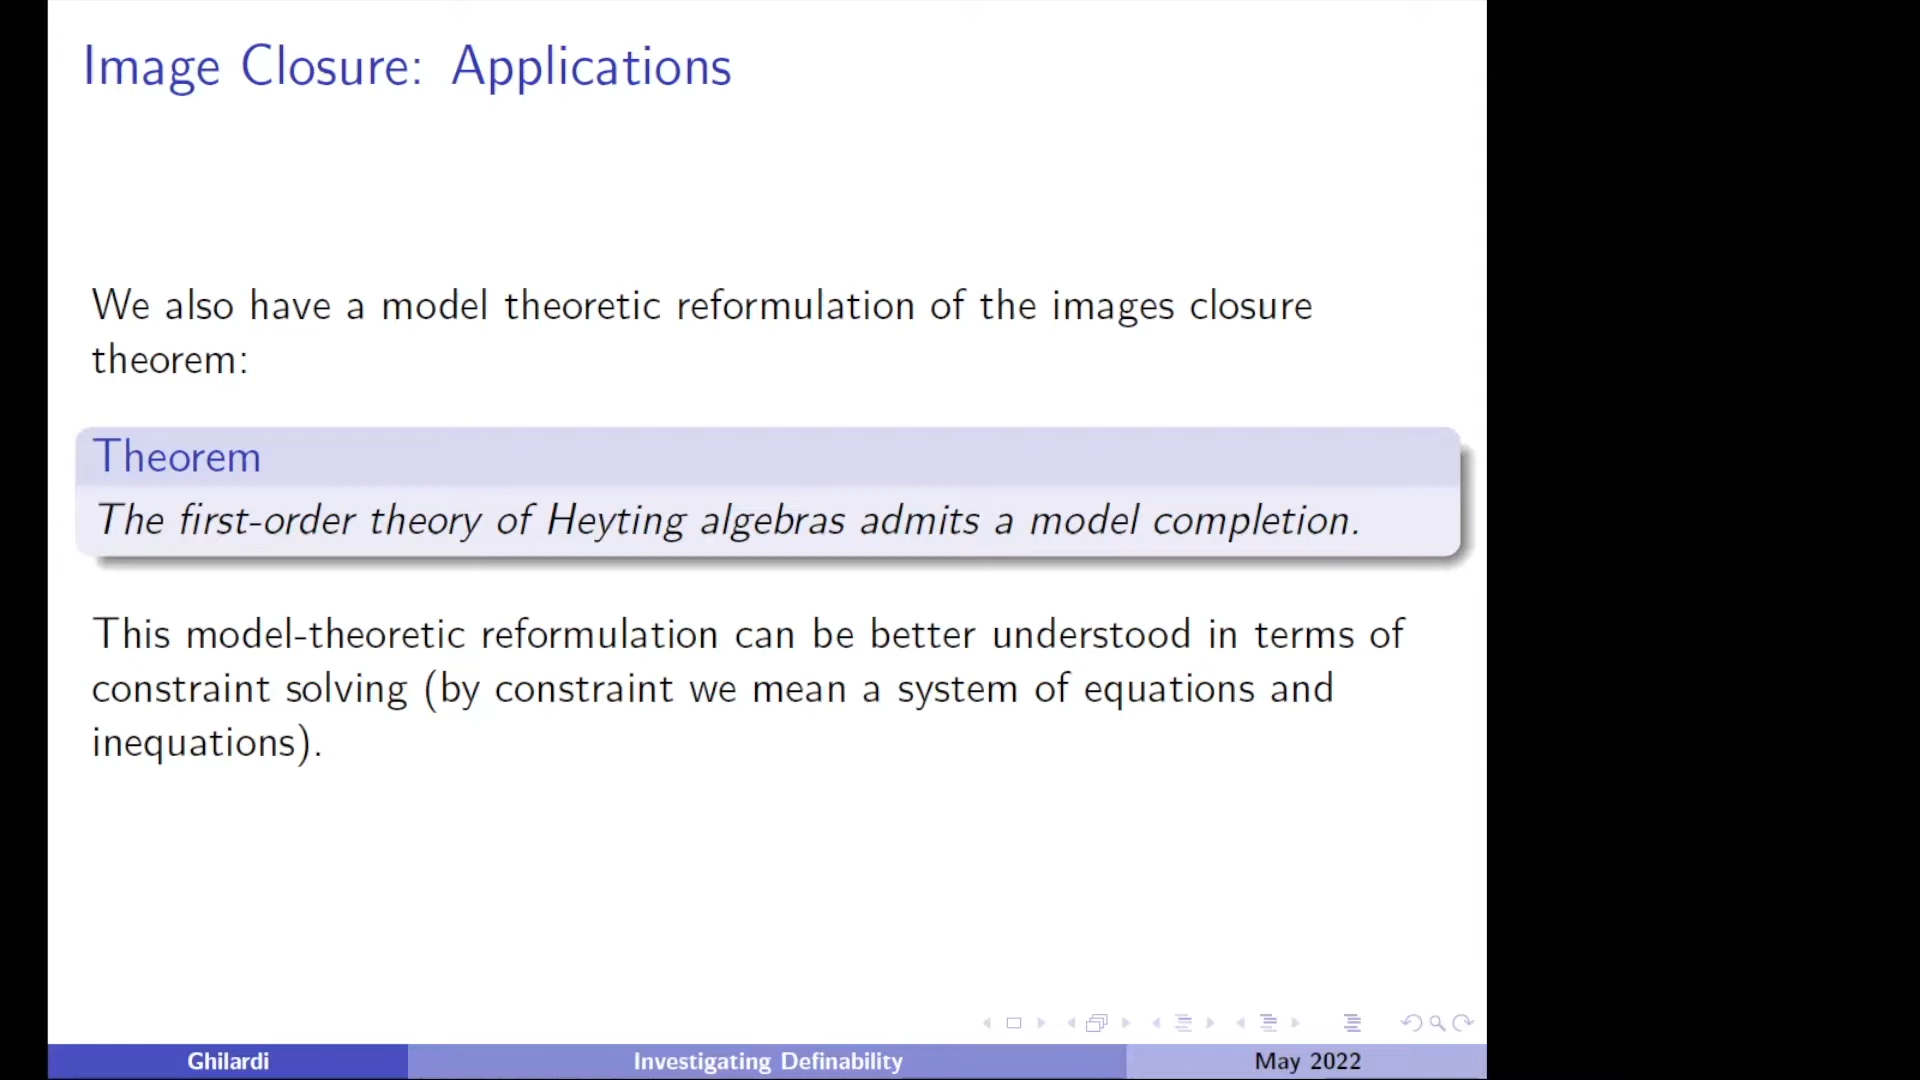 Image Closure: Applications
We also have a model theoretic reformulation of the images closure
theorem:
Theorem
The first-order theory of Heyting algebras admits a model completion.
This model-theoretic reformulation can be better understood in terms of
constraint solving (by constraint we mean a system of equations and
inequations).
Ghilardi
Investigating Definability
May 2022